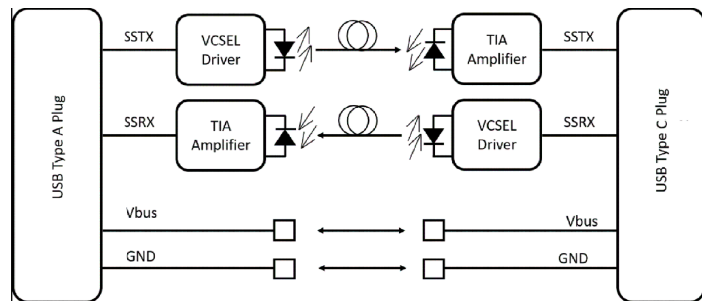 USB Type A Plug
SSTX
VCSEL
Driver
TIA
Amplifier
SSTX
USB Type C Plug
SSRX
TIA
Amplifier
VCSEL
Driver
SSRX
Vbus
Vbus
GND
GND